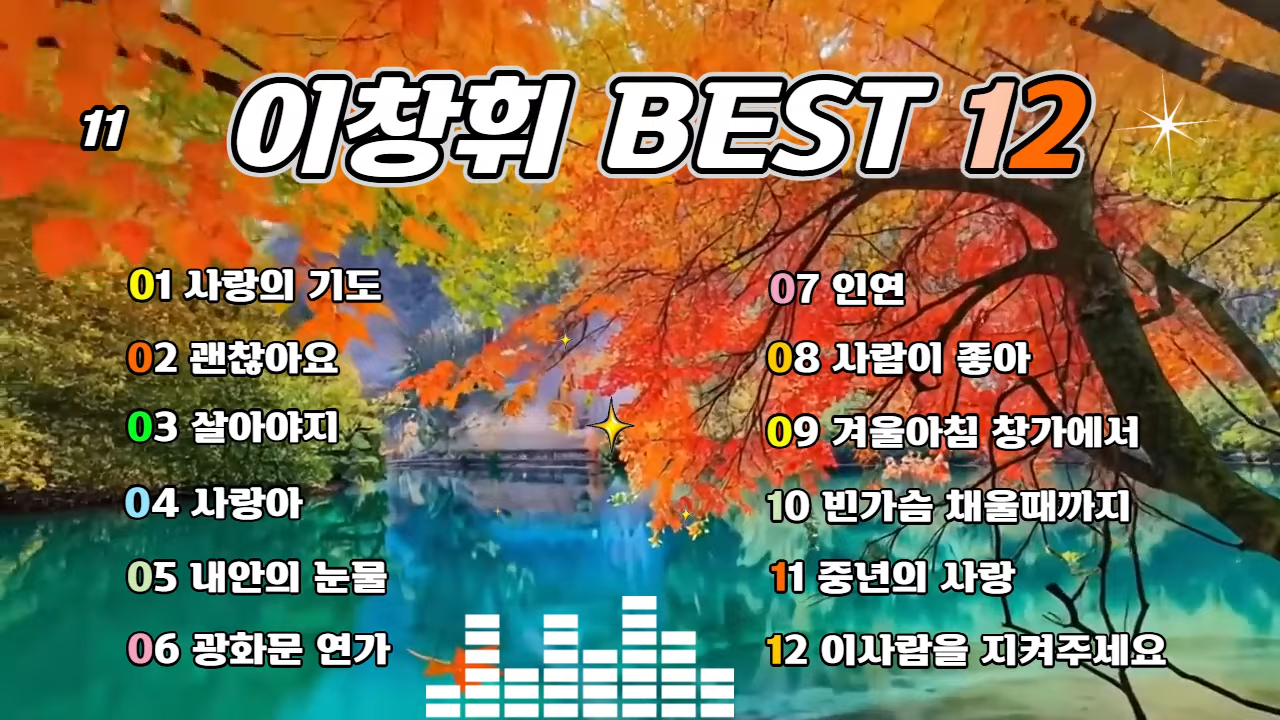 11
이창휘 BEST 12
01 사랑의 기도
02 괜찮아요
03 살아야지
04 사랑아
05 내안의 눈물
06 광화문 연가
07 인연
08 사람이 좋아
09 겨울아침 창가에서
10 빈가슴 채울때까지
11 중년의 사랑
12 이사람을 지켜주세요